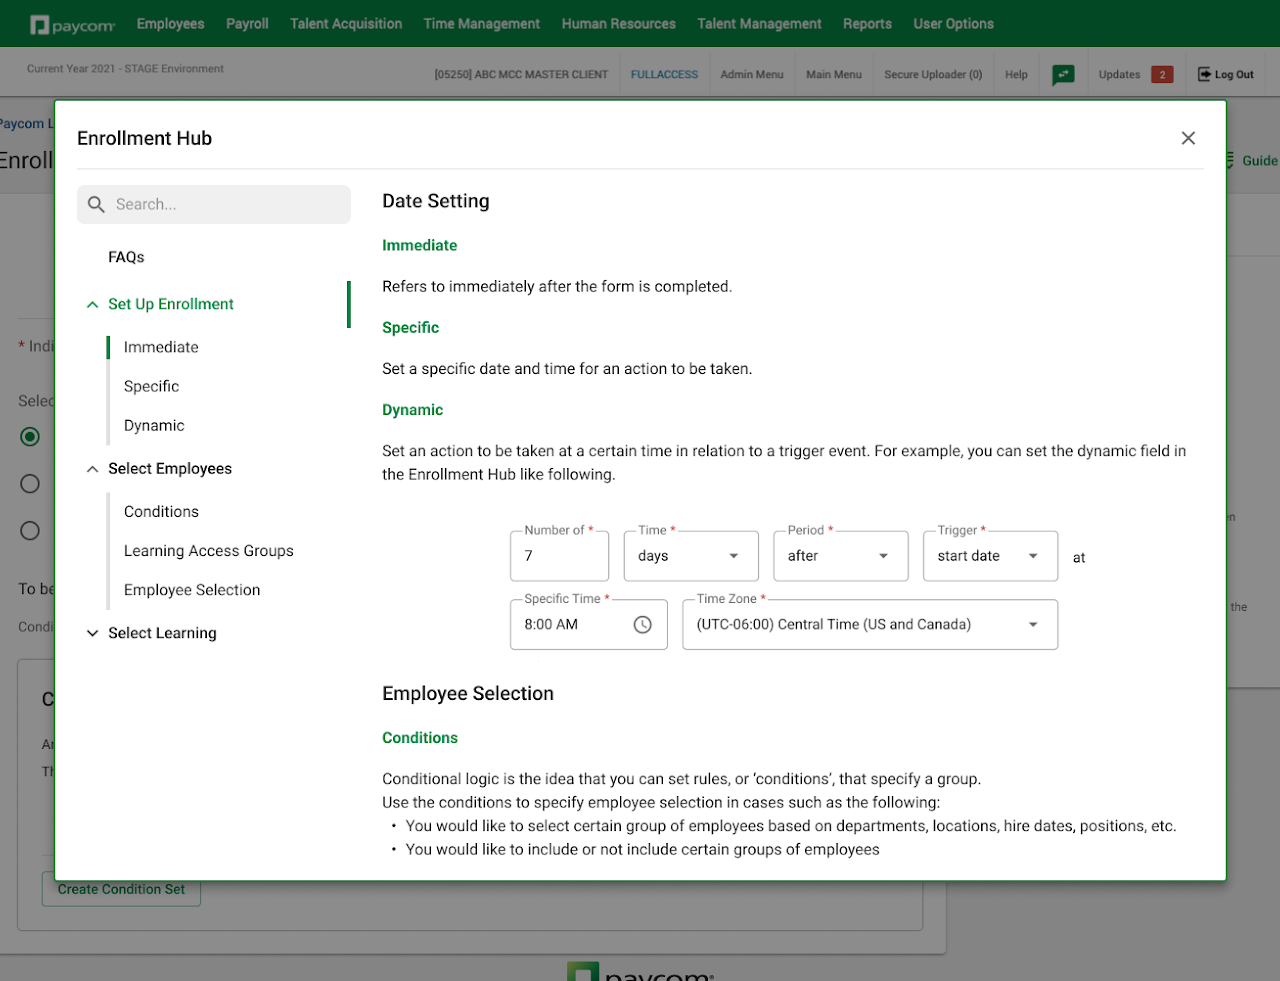 paycom
Employees Payroll Talent Acquisition Time Management Human Resources Talent Management Reports User Options
Current Year 2021 - STAGE Environment
[05250] ABC MCC MASTER CLIENT FULLACCESS Admin Menu Main Menu Secure Uploader (0) Help Updates 2 Log Out
Paycom L
Enroll
Guide
Enrollment Hub
Search...
FAQs
Set Up Enrollment
Immediate
Specific
Dynamic
Select Employees
Conditions
Learning Access Groups
Employee Selection
Select Learning
Date Setting
Immediate
Refers to immediately after the form is completed.
Specific
Set a specific date and time for an action to be taken.
Dynamic
Set an action to be taken at a certain time in relation to a trigger event. For example, you can set the dynamic field in
the Enrollment Hub like following.
Number of * Time * Period * Trigger *
7 days after start date at
Specific Time * Time Zone *
8:00 AM (UTC-06:00) Central Time (US and Canada)
Employee Selection
Conditions
Conditional logic is the idea that you can set rules, or ‘conditions’, that specify a group.
Use the conditions to specify employee selection in cases such as the following:
• You would like to select certain group of employees based on departments, locations, hire dates, positions, etc.
• You would like to include or not include certain groups of employees
* Indi
Selec
To be
Condi
C
Ar
Th
en
the
Create Condition Set
paycom